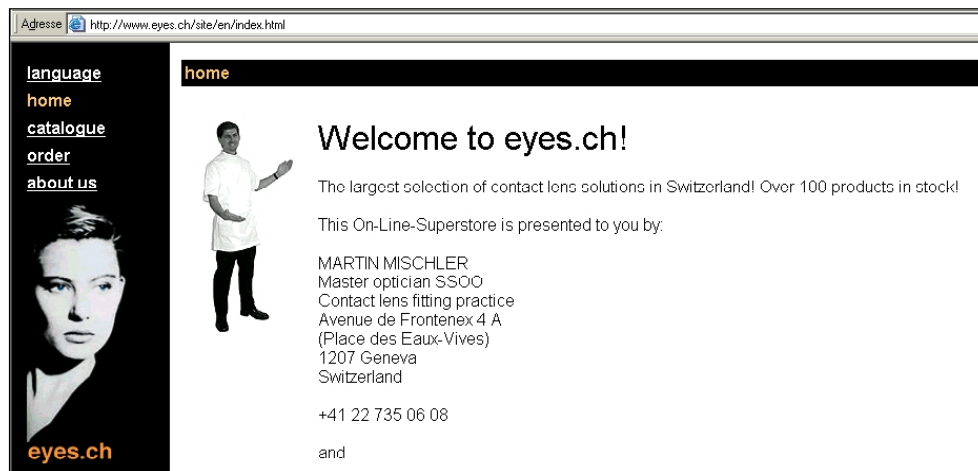 Adresse http://www.eyes.ch/site/en/index.html
language
home
catalogue
order
about us
eyes.ch
home
Welcome to eyes.ch!
The largest selection of contact lens solutions in Switzerland! Over 100 products in stock!
This On-Line-Superstore is presented to you by:
MARTIN MISCHLER
Master optician SSOO
Contact lens fitting practice
Avenue de Frontenex 4 A
(Place des Eaux-Vives)
1207 Geneva
Switzerland
+41 22 735 06 08
and